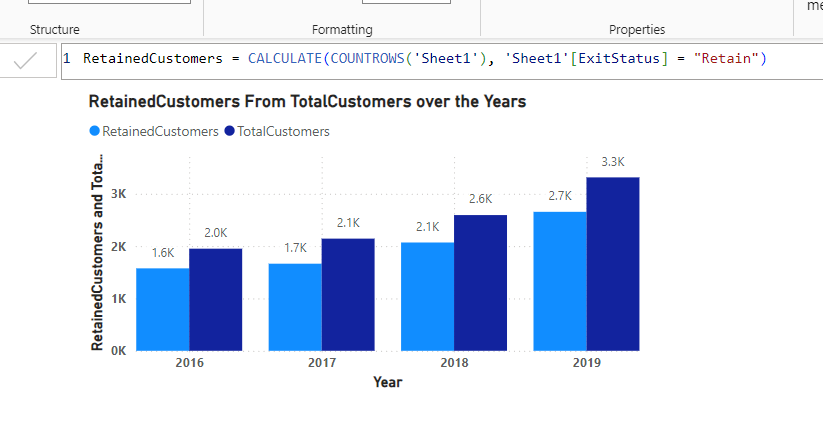 me
Structure
Formatting
Properties
1 RetainedCustomers = CALCULATE(COUNTROWS('Sheet1'), 'Sheet1'[ExitStatus] = "Retain")
RetainedCustomers From TotalCustomers over the Years
RetainedCustomers TotalCustomers
RetainedCustomers and Tota...
3K
2K
1K
0K
1.6K
2.0K
1.7K
2.1K
2.1K
2.6K
2.7K
3.3K
2016
2017
2018
2019
Year